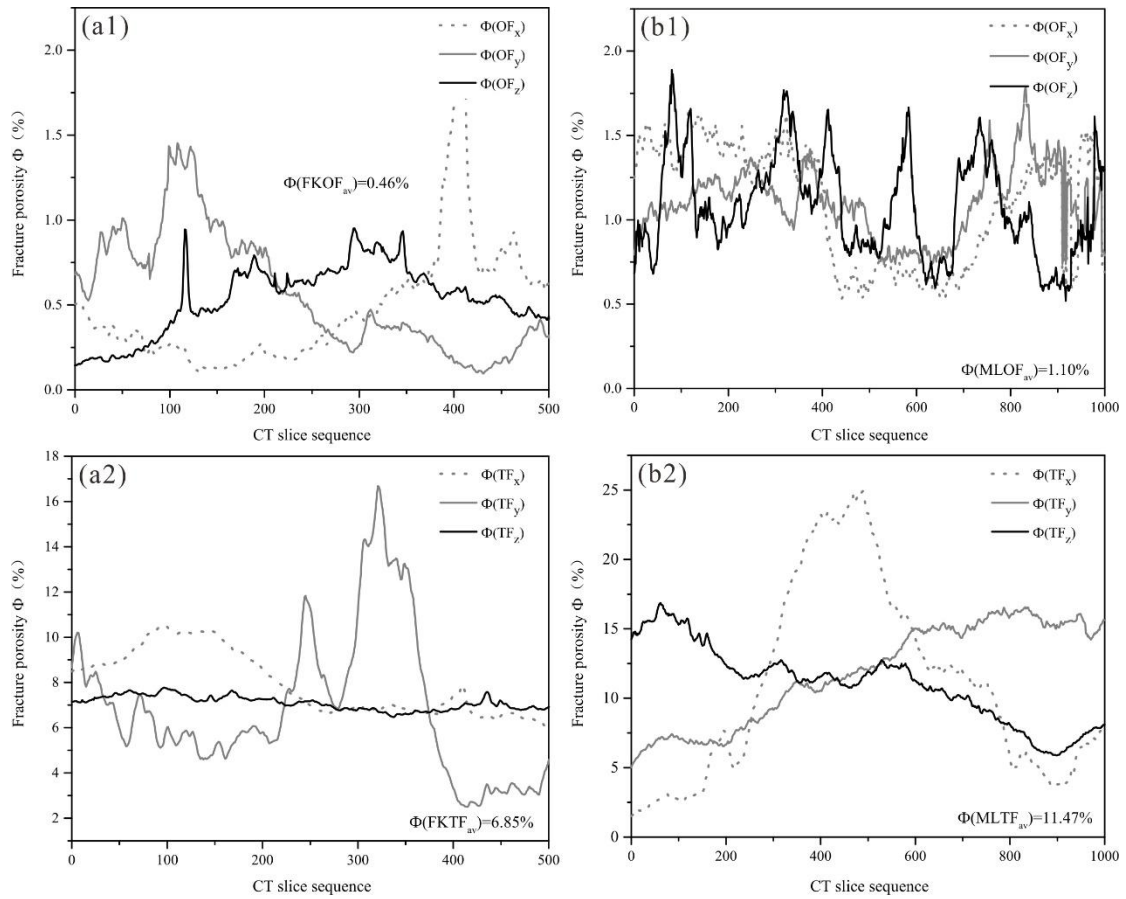 (a1)
Φ(OFx)
Φ(OFy)
Φ(OFz)
Φ(FKOFav)=0.46%
Fracture porosity Φ（%）
2.0
1.5
1.0
0.5
0.0
0 100 200 300 400 500
CT slice sequence
(b1)
Φ(OFx)
Φ(OFy)
Φ(OFz)
Φ(MLOFav)=1.10%
Fracture porosity Φ（%）
2.0
1.5
1.0
0.5
0.0
0 200 400 600 800 1000
CT slice sequence
(a2)
Φ(TFx)
Φ(TFy)
Φ(TFz)
Φ(FKTFav)=6.85%
Fracture porosity Φ（%）
18
16
14
12
10
8
6
4
2
0 100 200 300 400 500
CT slice sequence
(b2)
Φ(TFx)
Φ(TFy)
Φ(TFz)
Φ(MLTFav)=11.47%
Fracture porosity Φ（%）
25
20
15
10
5
0
0 200 400 600 800 1000
CT slice sequence